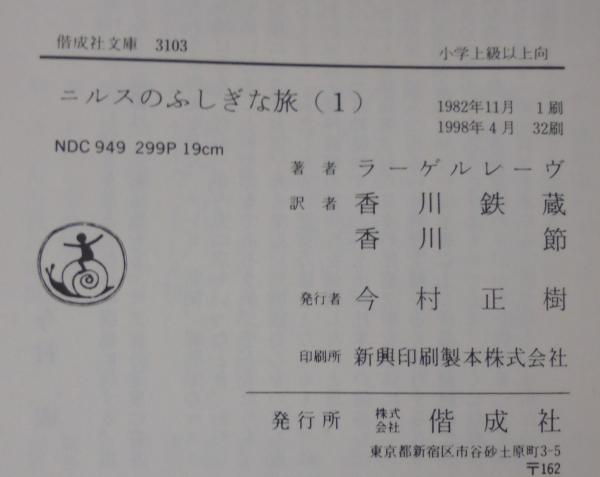 偕成社文庫 3103
小学上級以上向
ニルスのふしぎな旅(1)
1982年11月 1刷
1998年4月 32刷
NDC 949 299P 19cm
著者 ラーゲルレーヴ
訳者 香川鉄蔵
香川節
発行者 今村正樹
印刷所 新興印刷製本株式会社
発行所 株式会社 偕成社
東京都新宿区市谷砂土原町3-5
〒162